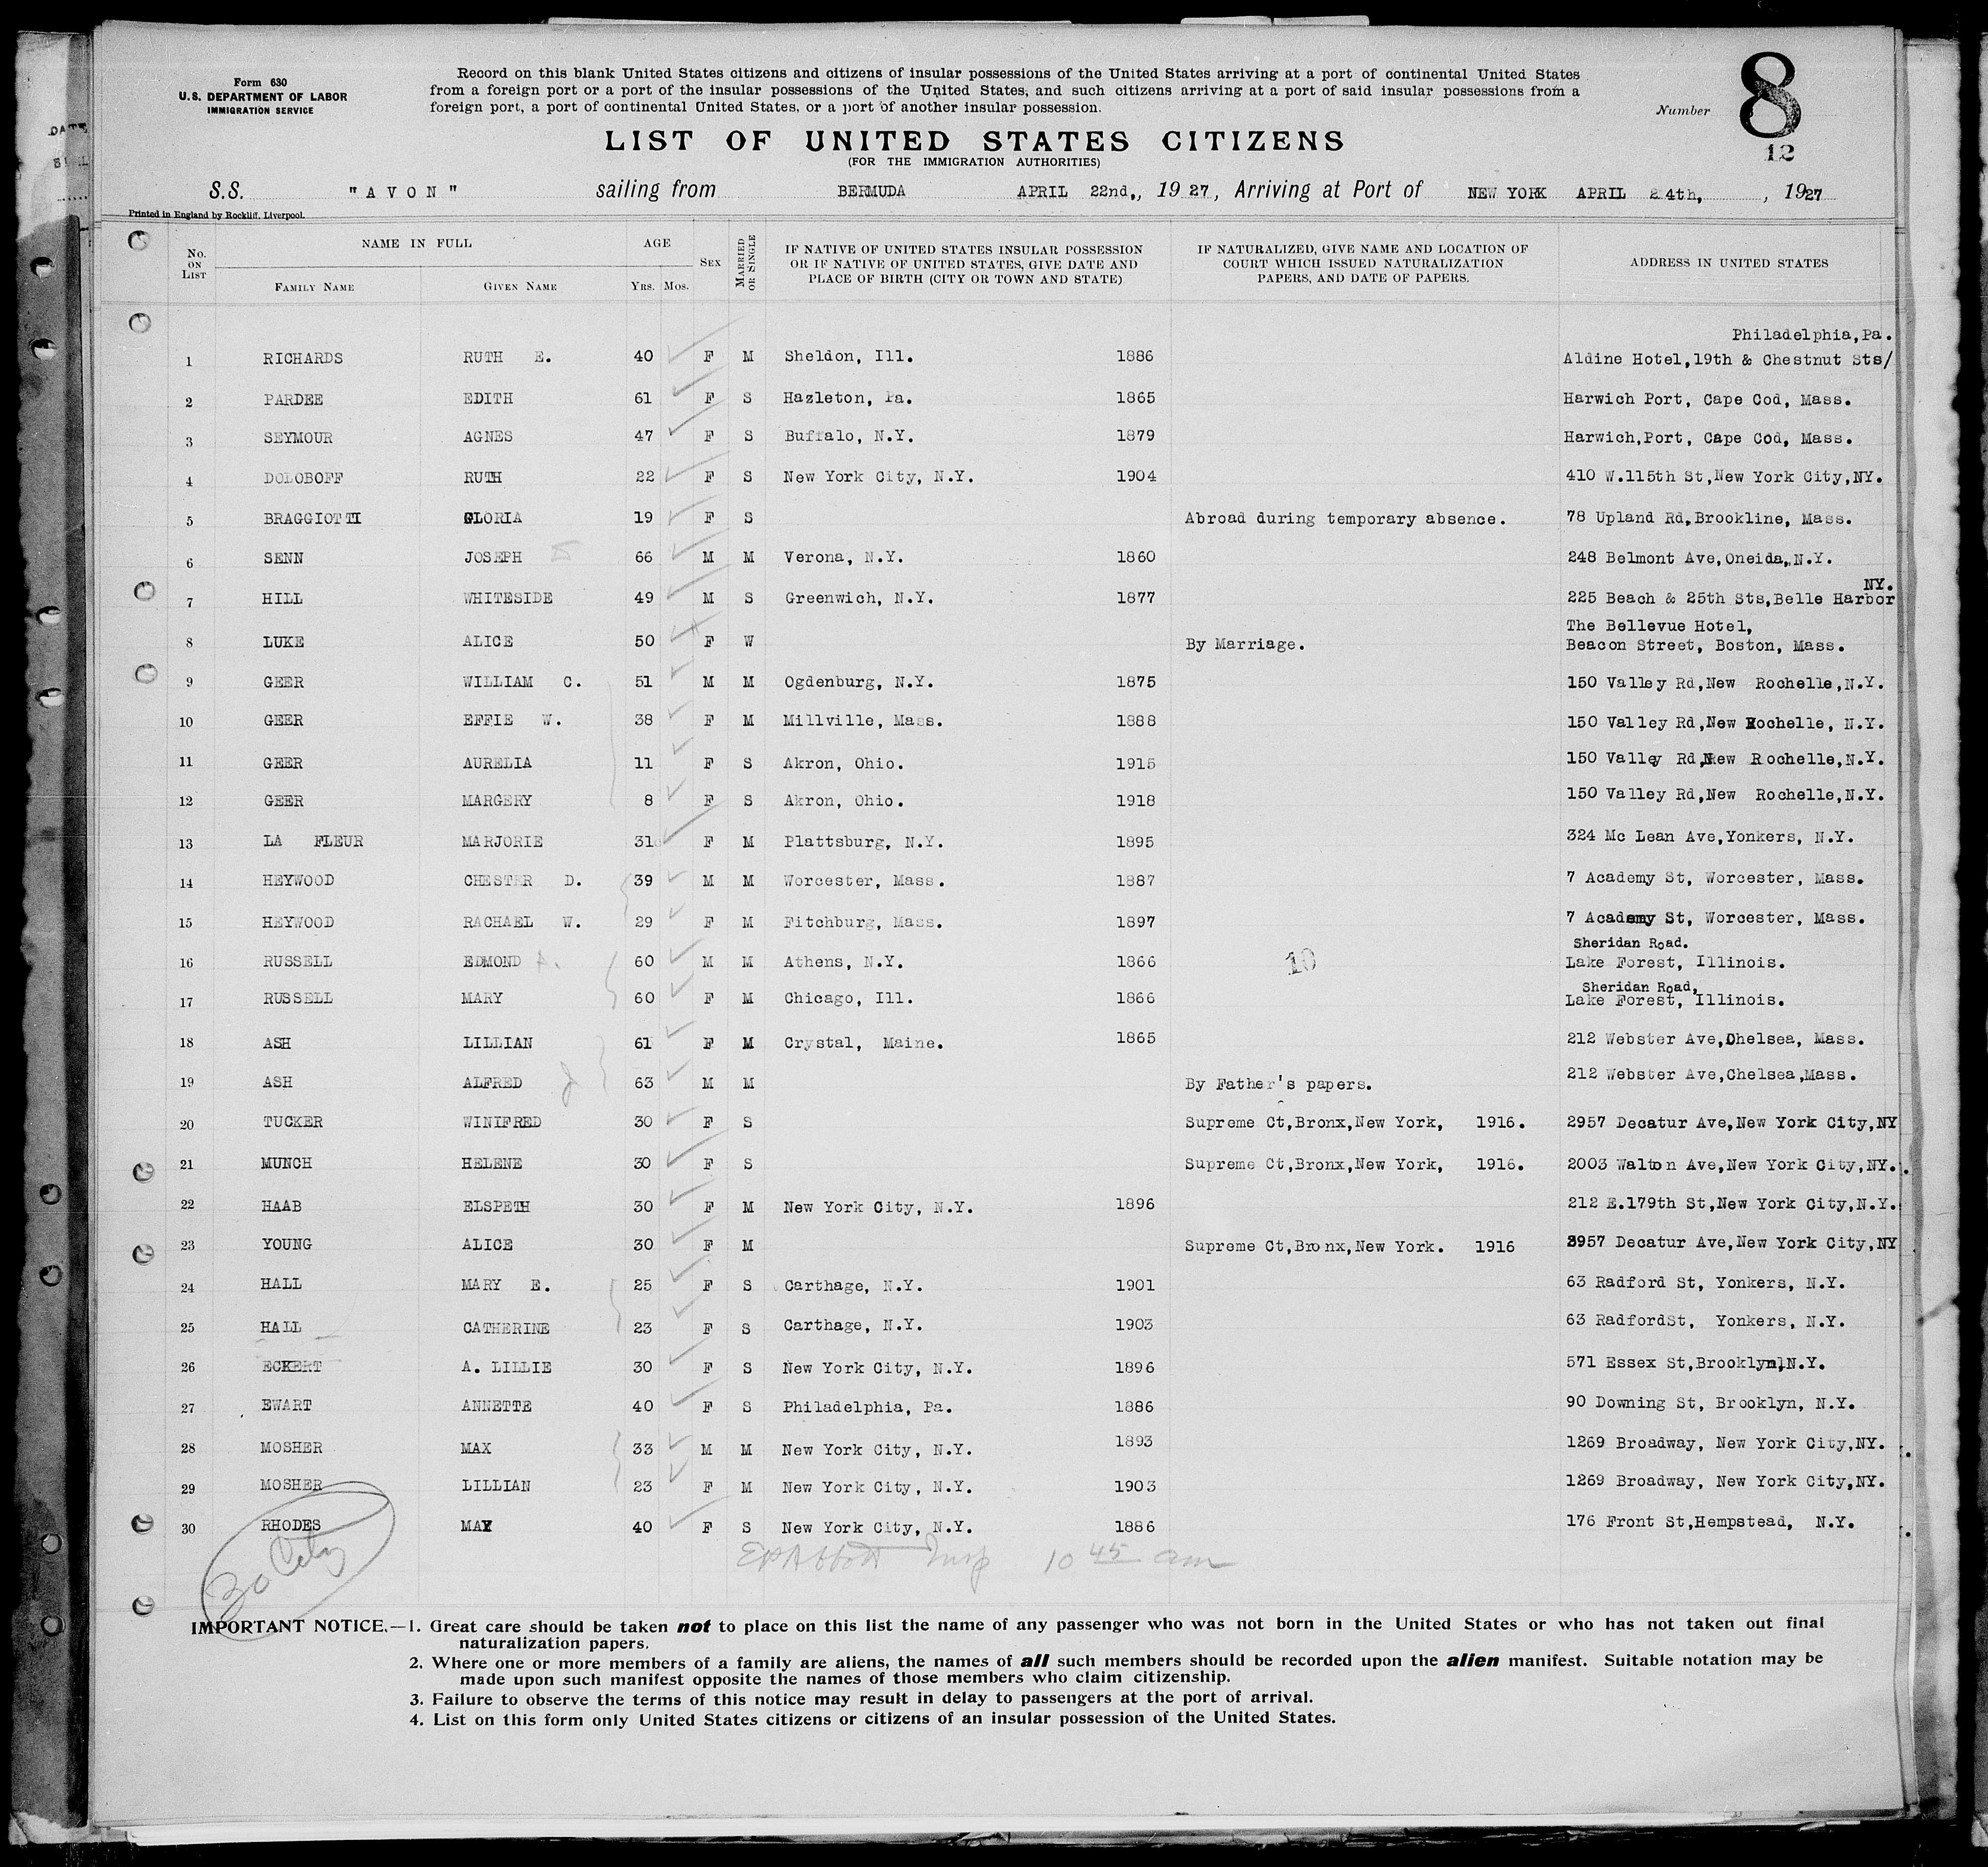 Form 630
U.S. DEPARTMENT OF LABOR
IMMIGRATION SERVICE
Record on this blank United States citizens and citizens of insular possessions of the United States arriving at a port of continental United States
from a foreign port or a port of the insular possessions of the United States, and such citizens arriving at a port of said insular possessions from a
foreign port, a port of continental United States, or a port of another insular possession.
Number 8
12
LIST OF UNITED STATES CITIZENS
(FOR THE IMMIGRATION AUTHORITIES)
S.S. "AVON" sailing from BERMUDA APRIL 22nd,, 1927, Arriving at Port of NEW YORK APRIL 24th, , 1927
Printed in England by Rockliff, Liverpool.
No. ON LIST NAME IN FULL FAMILY NAME GIVEN NAME AGE YRS. MOS. SEX MARRIED OR SINGLE IF NATIVE OF UNITED STATES INSULAR POSSESSION OR IF NATIVE OF UNITED STATES, GIVE DATE AND PLACE OF BIRTH (CITY OR TOWN AND STATE) IF NATURALIZED, GIVE NAME AND LOCATION OF COURT WHICH ISSUED NATURALIZATION PAPERS, AND DATE OF PAPERS. ADDRESS IN UNITED STATES
Philadelphia,Pa.
1 RICHARDS RUTH E. 40 F M Sheldon, Ill. 1886 Aldine Hotel,19th & Chestnut Sts/
2 PARDEE EDITH 61 F S Hazleton, Pa. 1865 Harwich Port, Cape Cod, Mass.
3 SEYMOUR AGNES 47 F S Buffalo, N.Y. 1879 Harwich,Port, Cape Cod, Mass.
4 DOLOBOFF RUTH 22 F S New York City, N.Y. 1904 410 W.115th St,New York City,NY.
5 BRAGGIOTTI GLORIA 19 F S Abroad during temporary absence. 78 Upland Rd,Brookline, Mass.
6 SENN JOSEPH 66 M M Verona, N.Y. 1860 248 Belmont Ave,Oneida,,N.Y.
NY.
7 HILL WHITESIDE 49 M S Greenwich, N.Y. 1877 225 Beach & 25th Sts,Belle Harbor
The Bellevue Hotel,
8 LUKE ALICE 50 F W By Marriage. Beacon Street, Boston, Mass.
9 GEER WILLIAM C. 51 M M Ogdenburg, N.Y. 1875 150 Valley Rd,New Rochelle,N.Y.
10 GEER EFFIE W. 38 F M Millville, Mass. 1888 150 Valley Rd,New Rochelle, N.Y.
11 GEER AURELIA 11 F S Akron, Ohio. 1915 150 Valley Rd,New Rochelle,N.Y.
12 GEER MARGERY 8 F S Akron, Ohio. 1918 150 Valley Rd,New Rochelle,N.Y.
13 LA FLEUR MARJORIE 31 F M Plattsburg, N.Y. 1895 324 Mc Lean Ave,Yonkers, N.Y.
14 HEYWOOD CHESTER D. 39 M M Worcester, Mass. 1887 7 Academy St, Worcester, Mass.
15 HEYWOOD RACHAEL W. 29 F M Fitchburg, Mass. 1897 7 Academy St, Worcester, Mass.
Sheridan Road.
16 RUSSELL EDMOND A. 60 M M Athens, N.Y. 1866 10 Lake Forest, Illinois.
Sheridan Road,
17 RUSSELL MARY 60 F M Chicago, Ill. 1866 Lake Forest, Illinois.
18 ASH LILLIAN 61 F M Crystal, Maine. 1865 212 Webster Ave,Chelsea, Mass.
19 ASH ALFRED J 63 M M By Father's papers. 212 Webster Ave,Chelsea,Mass.
20 TUCKER WINIFRED 30 F S Supreme Ct,Bronx,New York, 1916. 2957 Decatur Ave,New York City,NY
21 MUNCH HELENE 30 F S Supreme Ct,Bronx,New York, 1916. 2003 Walton Ave,New York City,NY.
22 HAAB ELSPETH 30 F M New York City, N.Y. 1896 212 E.179th St,New York City,N.Y.
23 YOUNG ALICE 30 F M Supreme Ct,Bronx,New York. 1916 2957 Decatur Ave,New York City,NY
24 HALL MARY E. 25 F S Carthage, N.Y. 1901 63 Radford St, Yonkers, N.Y.
25 HALL CATHERINE 23 F S Carthage, N.Y. 1903 63 RadfordSt, Yonkers, N.Y.
26 ECKERT A. LILLIE 30 F S New York City, N.Y. 1896 571 Essex St,Brooklyn,N.Y.
27 EWART ANNETTE 40 F S Philadelphia, Pa. 1886 90 Downing St, Brooklyn, N.Y.
28 MOSHER MAX 33 M M New York City, N.Y. 1893 1269 Broadway, New York City,NY.
29 MOSHER LILLIAN 23 F M New York City, N.Y. 1903 1269 Broadway, New York City,NY.
30 RHODES MAY 40 F S New York City, N.Y. 1886 176 Front St,Hempstead, N.Y.
30 City
EPAbbott Insp 10 45 am
IMPORTANT NOTICE.—1. Great care should be taken not to place on this list the name of any passenger who was not born in the United States or who has not taken out final
naturalization papers.
2. Where one or more members of a family are aliens, the names of all such members should be recorded upon the alien manifest. Suitable notation may be
made upon such manifest opposite the names of those members who claim citizenship.
3. Failure to observe the terms of this notice may result in delay to passengers at the port of arrival.
4. List on this form only United States citizens or citizens of an insular possession of the United States.